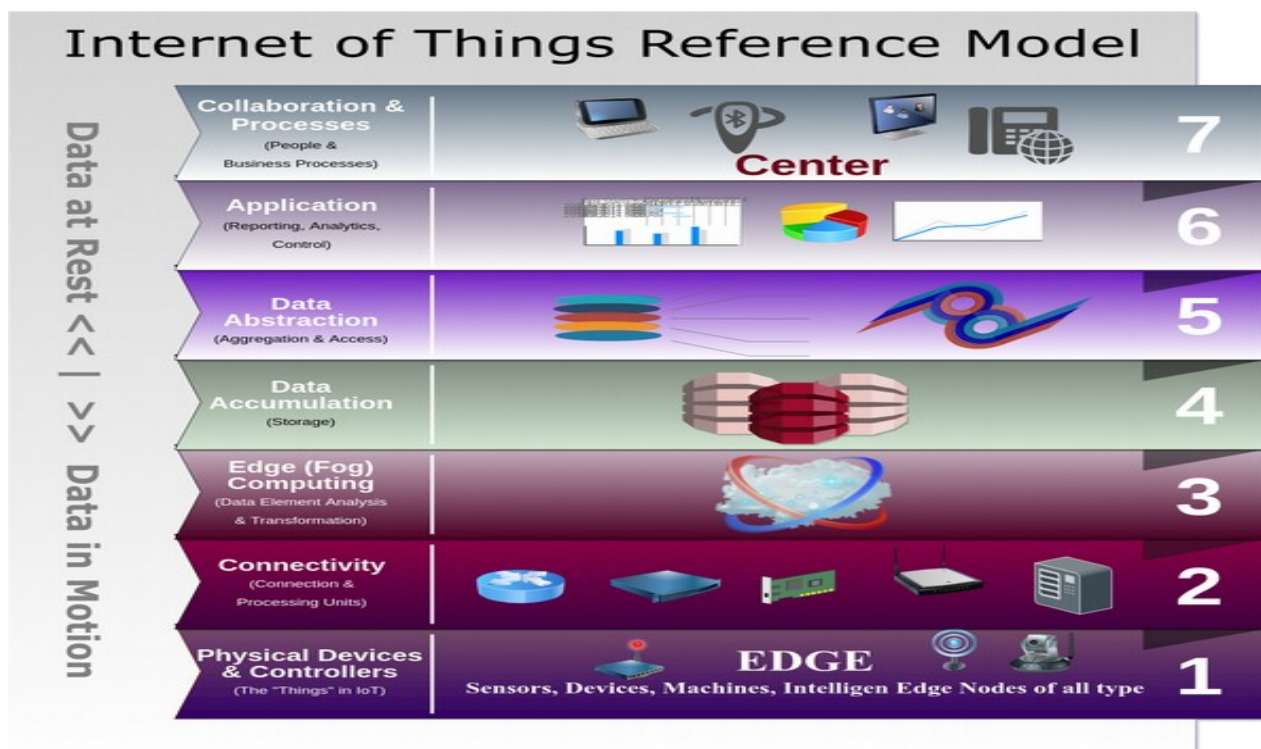 Internet of Things Reference Model
Data at Rest << | >> Data in Motion
Collaboration &
Processes
(People &
Business Processes)
Center
7
Application
(Reporting, Analytics,
Control)
6
Data
Abstraction
(Aggregation & Access)
5
Data
Accumulation
(Storage)
4
Edge (Fog)
Computing
(Data Element Analysis
& Transformation)
3
Connectivity
(Connection &
Processing Units)
2
Physical Devices
& Controllers
(The "Things" in IoT)
EDGE
Sensors, Devices, Machines, Intelligen Edge Nodes of all type
1